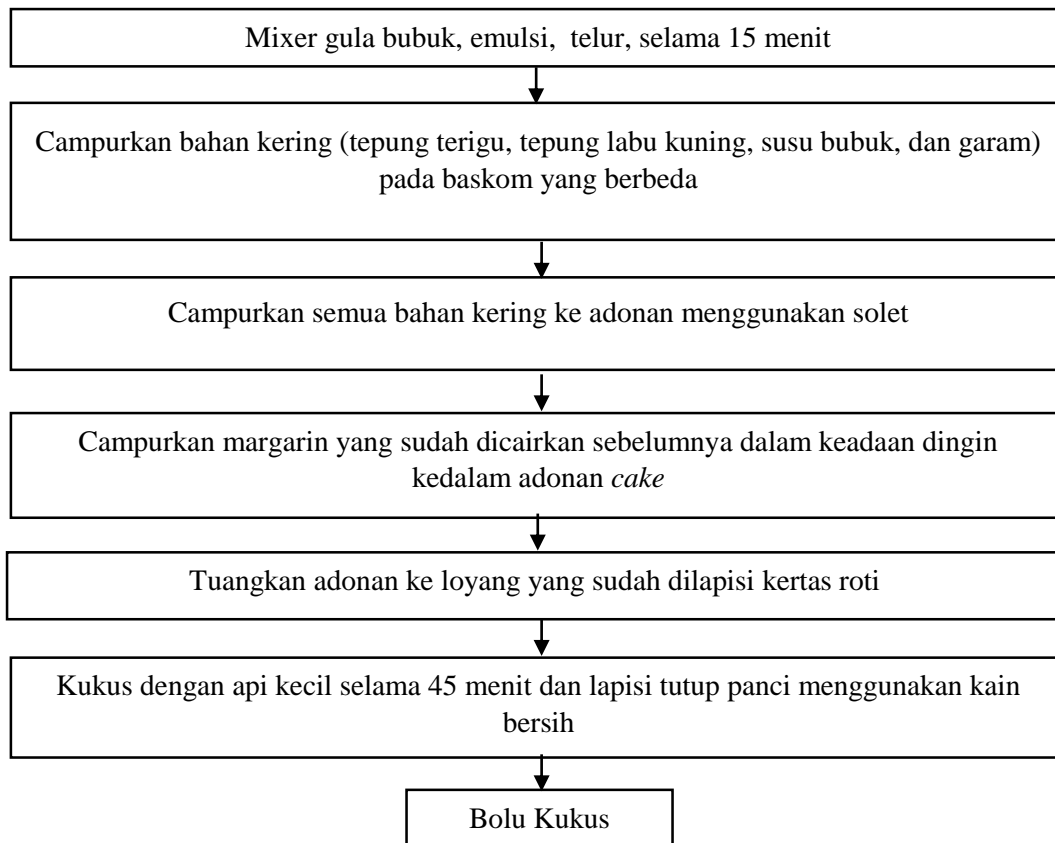 Mixer gula bubuk, emulsi, telur, selama 15 menit
Campurkan bahan kering (tepung terigu, tepung labu kuning, susu bubuk, dan garam)
pada baskom yang berbeda
Campurkan semua bahan kering ke adonan menggunakan solet
Campurkan margarin yang sudah dicairkan sebelumnya dalam keadaan dingin
kedalam adonan cake
Tuangkan adonan ke loyang yang sudah dilapisi kertas roti
Kukus dengan api kecil selama 45 menit dan lapisi tutup panci menggunakan kain
bersih
Bolu Kukus